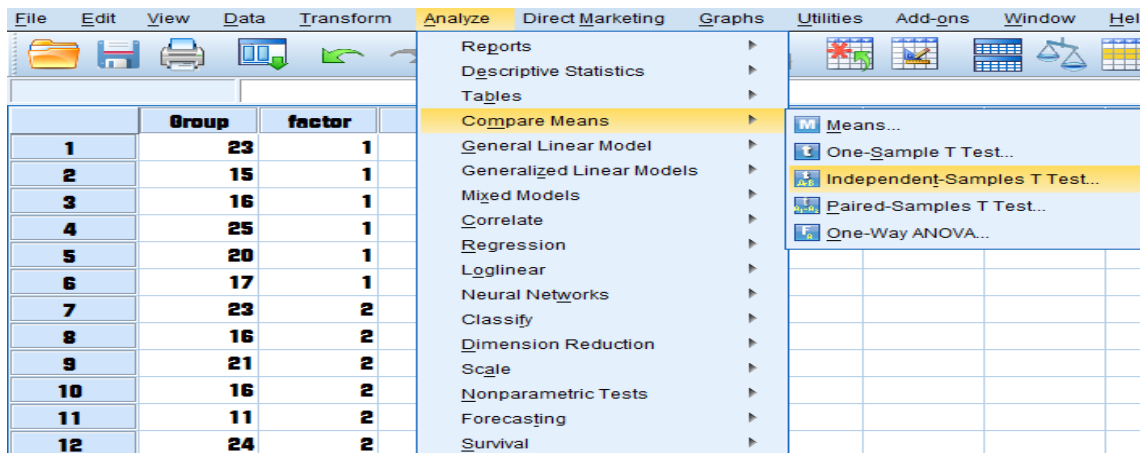 File Edit View Data Transform Analyze Direct Marketing Graphs Utilities Add-ons Window Hel
Reports
Descriptive Statistics
Tables
Compare Means
General Linear Model
Generalized Linear Models
Mixed Models
Correlate
Regression
Loglinear
Neural Networks
Classify
Dimension Reduction
Scale
Nonparametric Tests
Forecasting
Survival
Means...
One-Sample T Test...
Independent-Samples T Test...
Paired-Samples T Test...
One-Way ANOVA...
Group factor
1 23 1
2 15 1
3 16 1
4 25 1
5 20 1
6 17 1
7 23 2
8 16 2
9 21 2
10 16 2
11 11 2
12 24 2